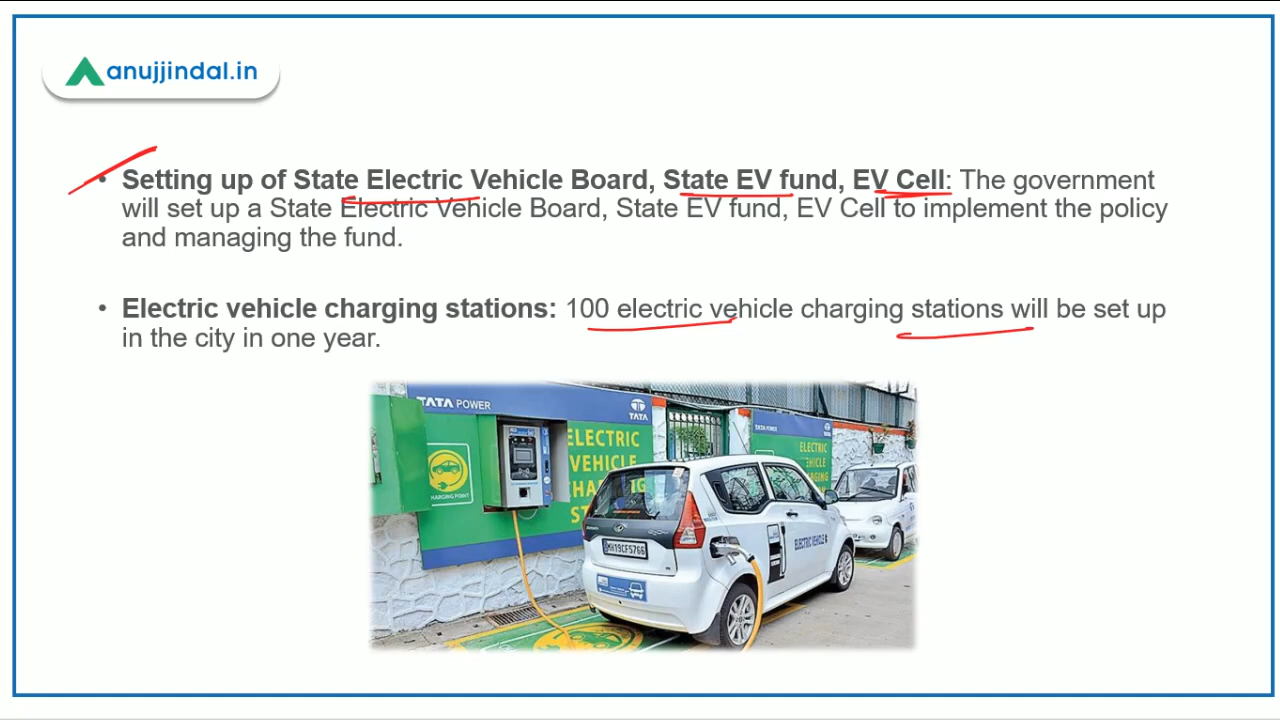 anujjindal.in
• Setting up of State Electric Vehicle Board, State EV fund, EV Cell: The government
will set up a State Electric Vehicle Board, State EV fund, EV Cell to implement the policy
and managing the fund.
• Electric vehicle charging stations: 100 electric vehicle charging stations will be set up
in the city in one year.
TATA POWER
TATA
ELECTRIC
VEHICLE
CHARGING POINT
TATA POWER
TATA
ELECTRIC
MH19CF5766
ELECTRIC VEHICLE